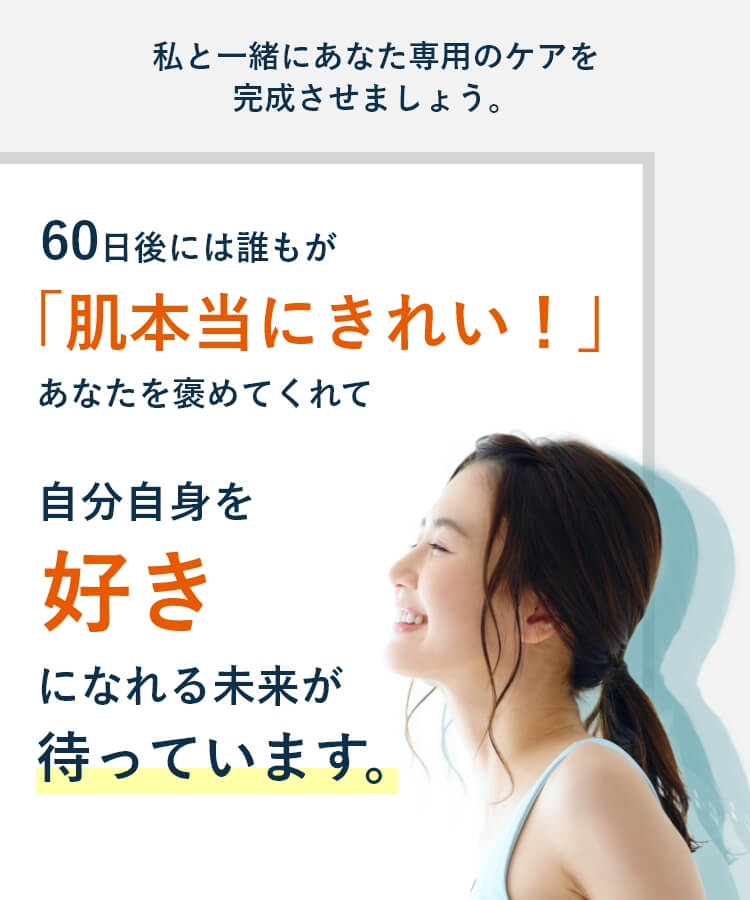 私と一緒にあなた専用のケアを
完成させましょう。
60日後には誰もが
「肌本当にきれい！」
あなたを褒めてくれて
自分自身を
好き
になれる未来が
待っています。